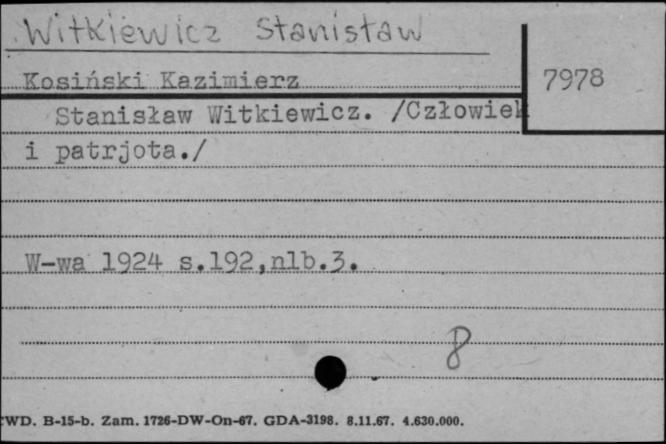 Witkiewicz Stanisław
Kosiński Kazimierz
7978
Stanisław Witkiewicz. /Człowiek
i patrjota./
W-wa 1924 s.192,nlb.3.
8
WD. B-15-b. Zam. 1726-DW-On-67. GDA-3198. 8.11.67. 4.630.000.